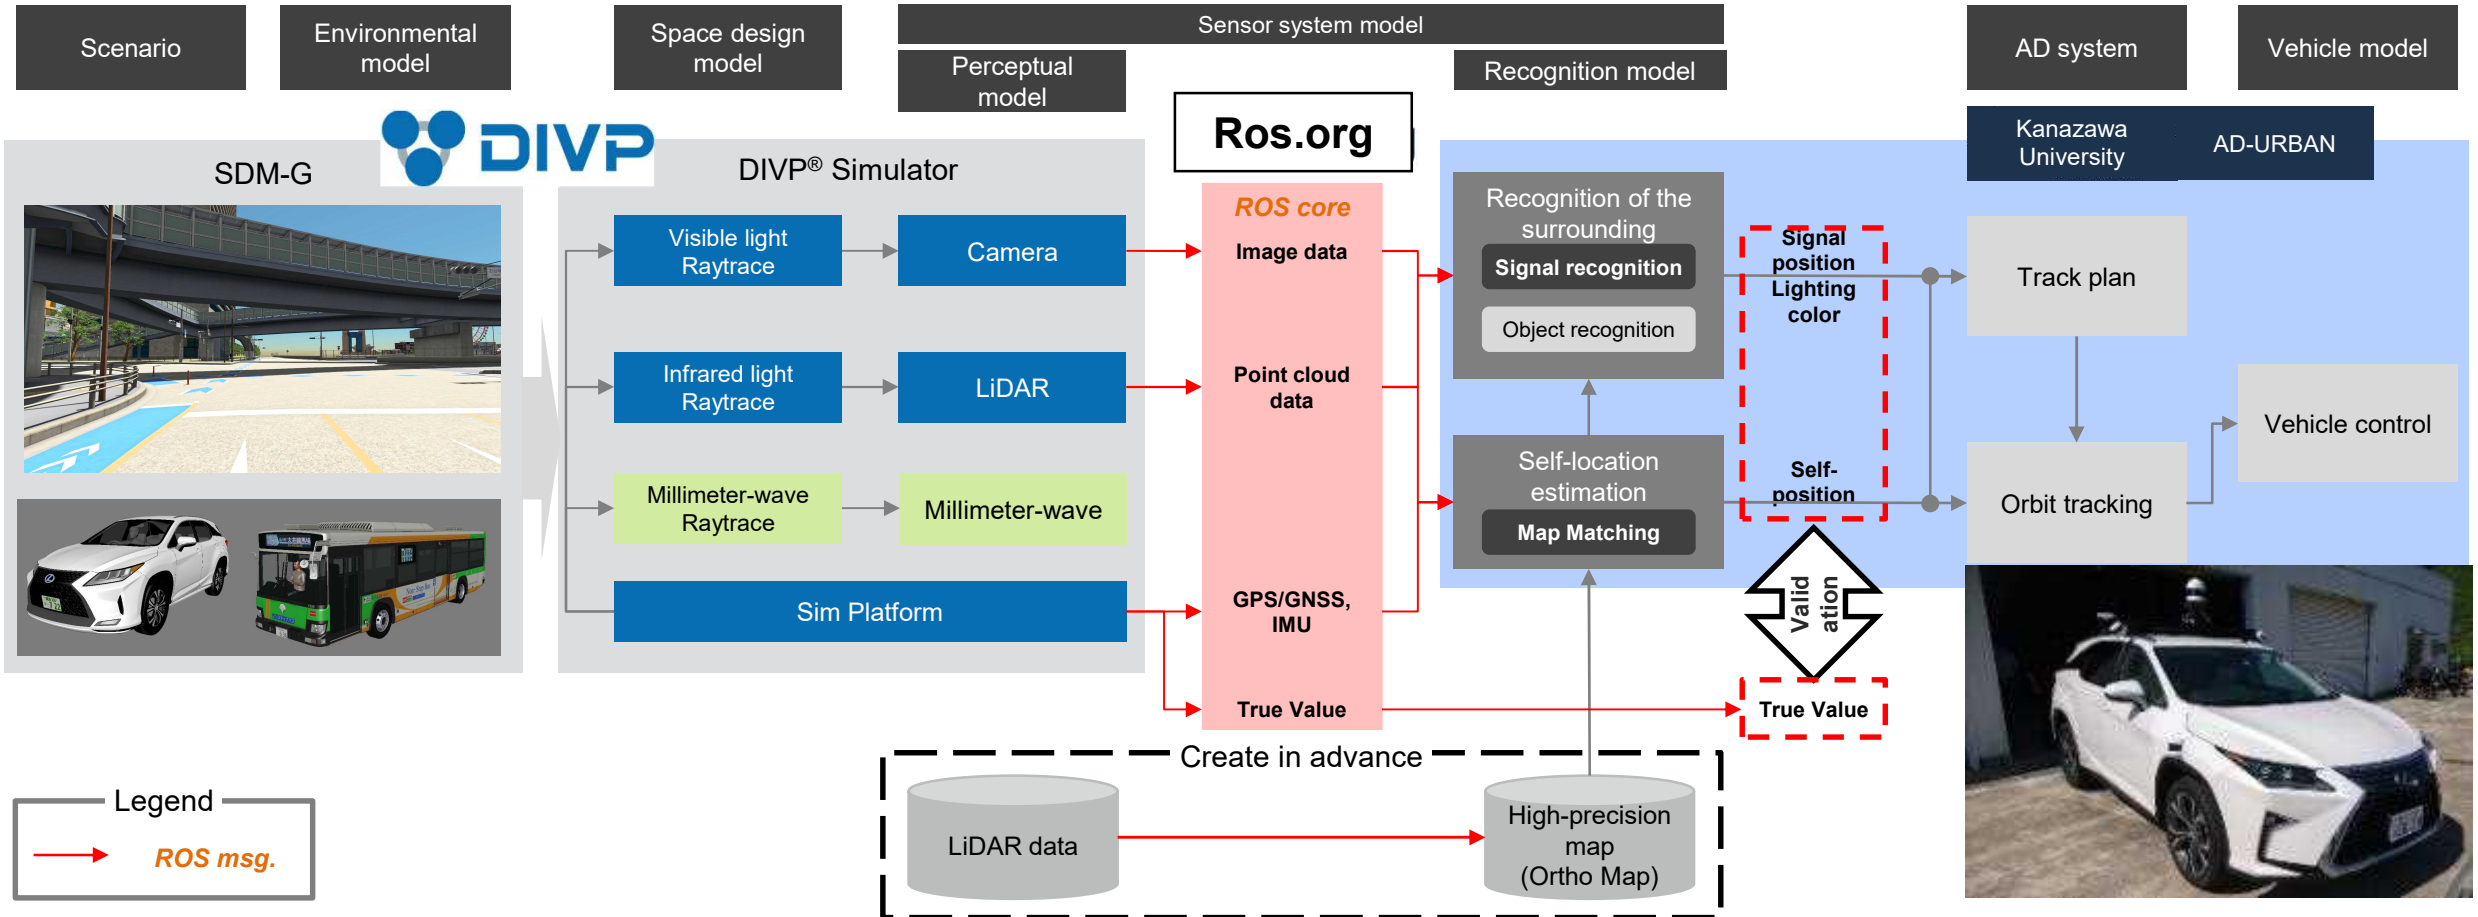 Scenario
Environmental
model
Space design
model
Sensor system model
Perceptual
model
Recognition model
AD system
Vehicle model
DIVP
Ros.org
Kanazawa
University
AD-URBAN
SDM-G
DIVP® Simulator
Visible light
Raytrace
Camera
Infrared light
Raytrace
LiDAR
Millimeter-wave
Raytrace
Millimeter-wave
Sim Platform
ROS core
Image data
Point cloud
data
GPS/GNSS,
IMU
True Value
Recognition of the
surrounding
Signal recognition
Object recognition
Self-location
estimation
Map Matching
Signal
position
Lighting
color
Self-
position
Valid
ation
True Value
Track plan
Orbit tracking
Vehicle control
Create in advance
LiDAR data
High-precision
map
(Ortho Map)
Legend
ROS msg.